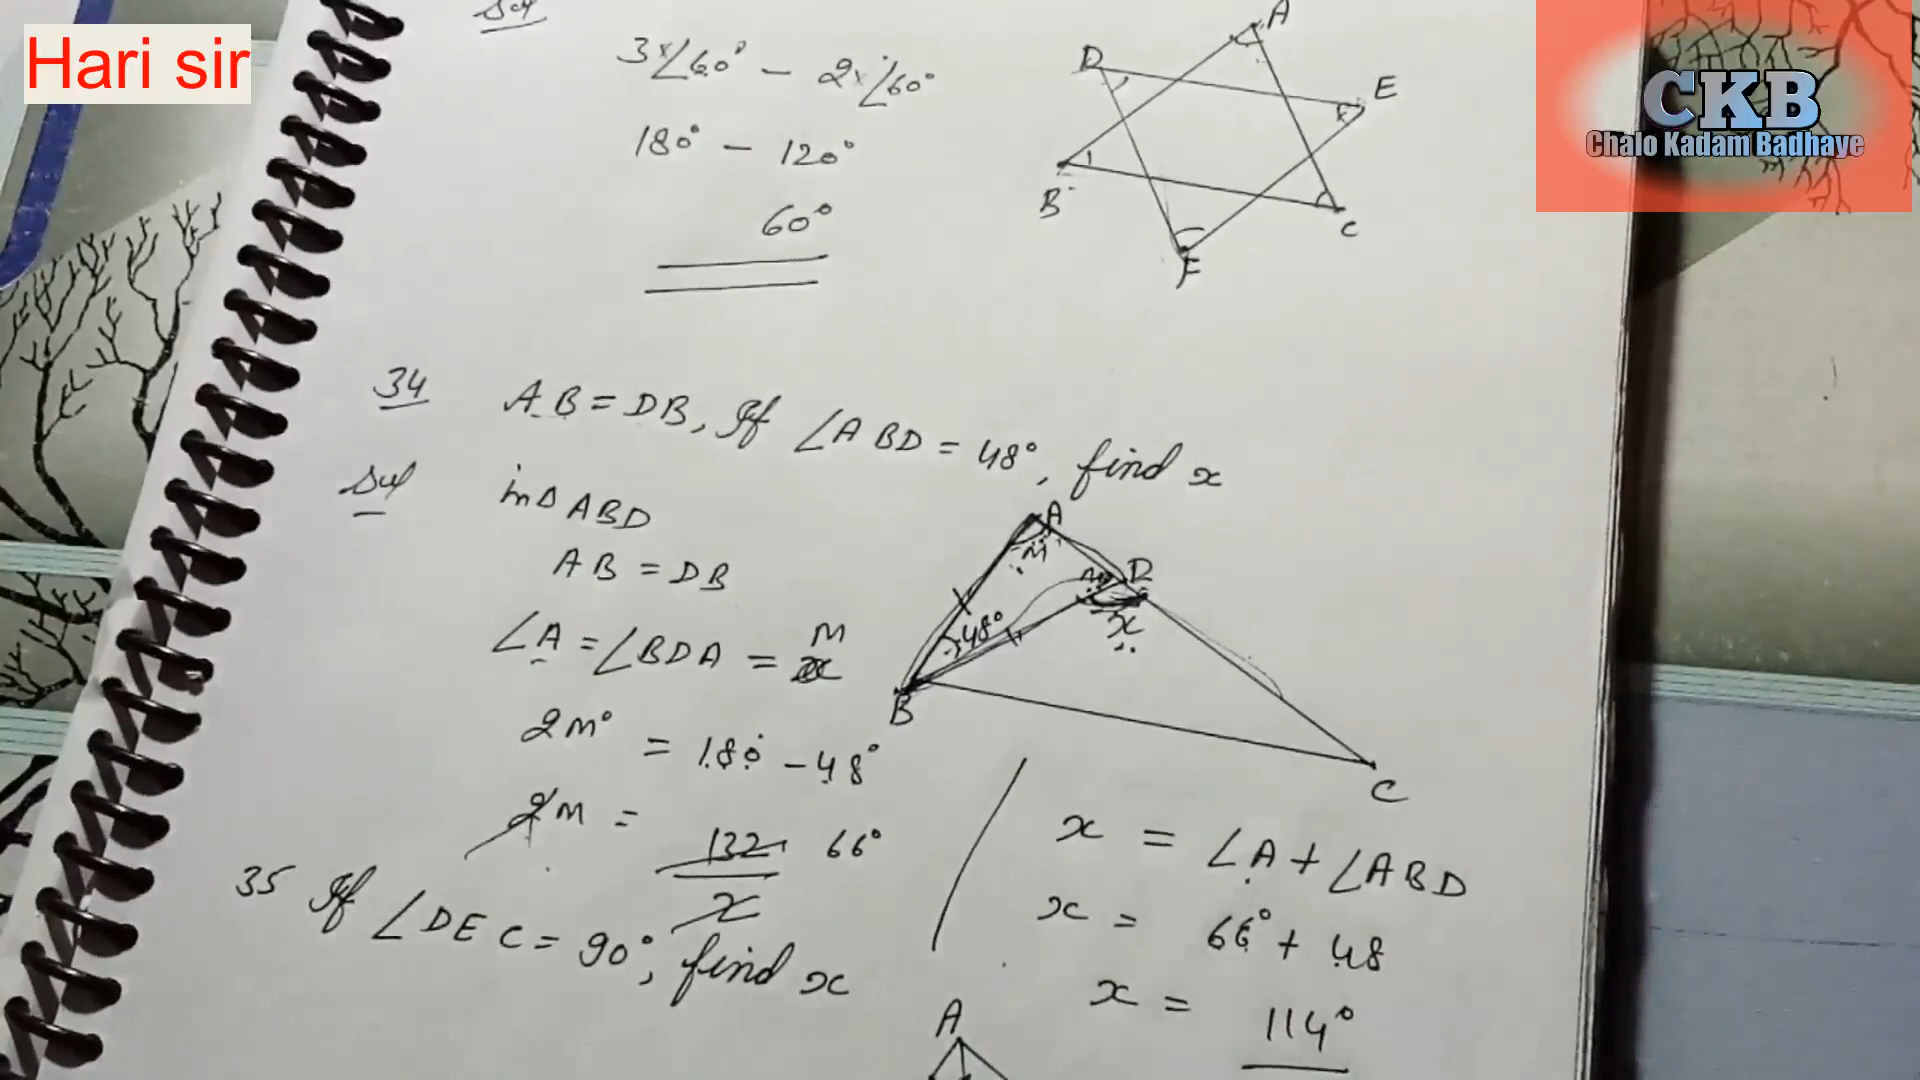 Hari sir
CKB
Chalo Kadam Badhaye
Sol
3×∠60° - 2×∠60°
180° - 120°
60°
A
D
E
B
C
F
34 AB = DB, If ∠ABD = 48°, find x
Sol in Δ ABD
AB = DB
∠A = ∠BDA = M
2M° = 180° - 48°
2M = 132 66°
A
M
D
M
x
48°
B
C
x = ∠A + ∠ABD
x = 66° + 48
x = 114°
35 If ∠DEC = 90°, find x
A